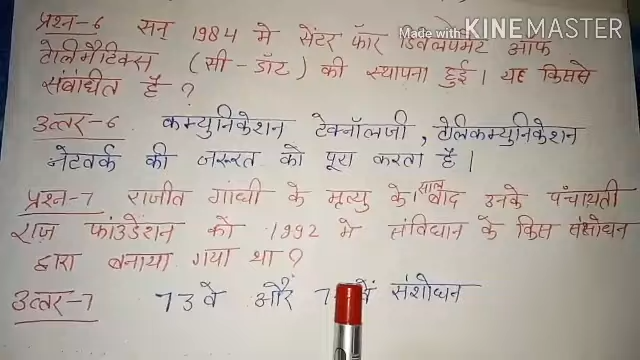 Made with KINEMASTER
प्रश्न-6 सन् 1984 मे सेंटर फॉर डिवेलपमेंट ऑफ
टेलीमैटिक्स (सी-डॉट) की स्थापना हुई। यह किससे
संबंधित है ?
उत्तर-6 कम्युनिकेशन टेक्नॉलजी, टेलिकम्युनिकेशन
नेटवर्क की जरूरत को पूरा करता है।
प्रश्न-7 राजीत गांधी के मृत्यु के साल बाद उनके पंचायती
राज़ फांउडेंशन को 1992 मे संविधान के किस संसोधन
द्वारा बनाया गया था ?
उत्तर-7 73वे और संशोधन